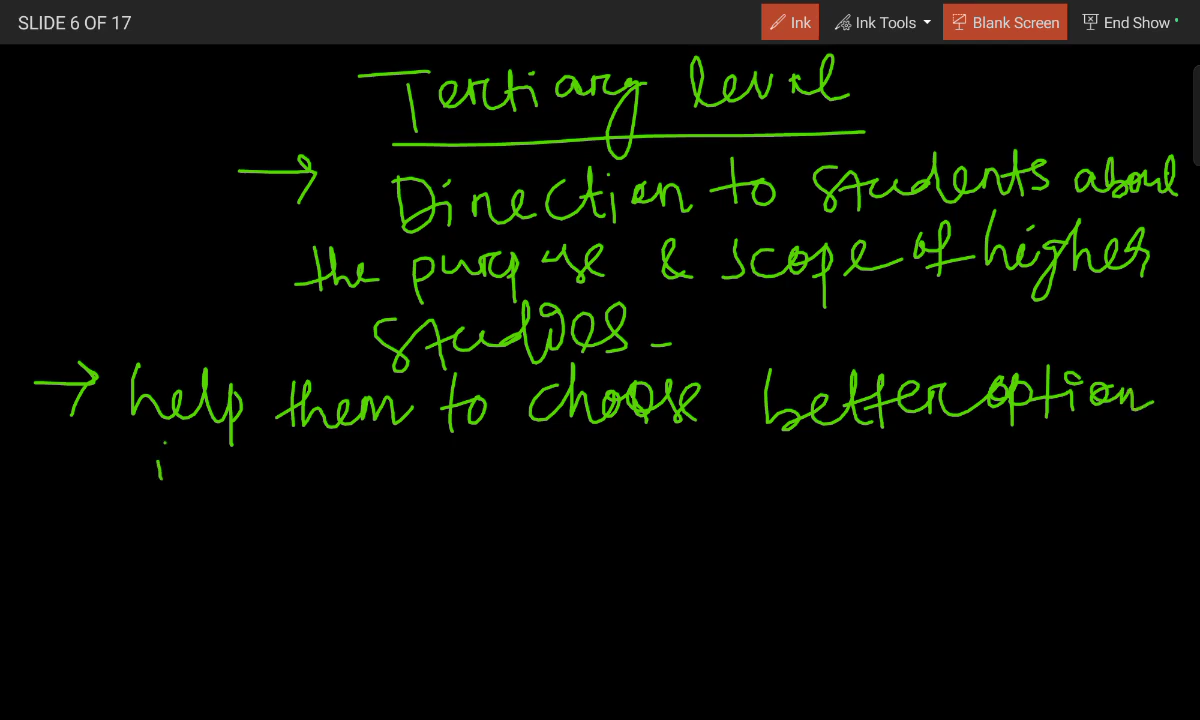 SLIDE 6 OF 17 Ink Ink Tools Blank Screen End Show
Tertiary level
→ Direction to students about
the purpose & scope of higher
studies -
→ help them to choose better option
i